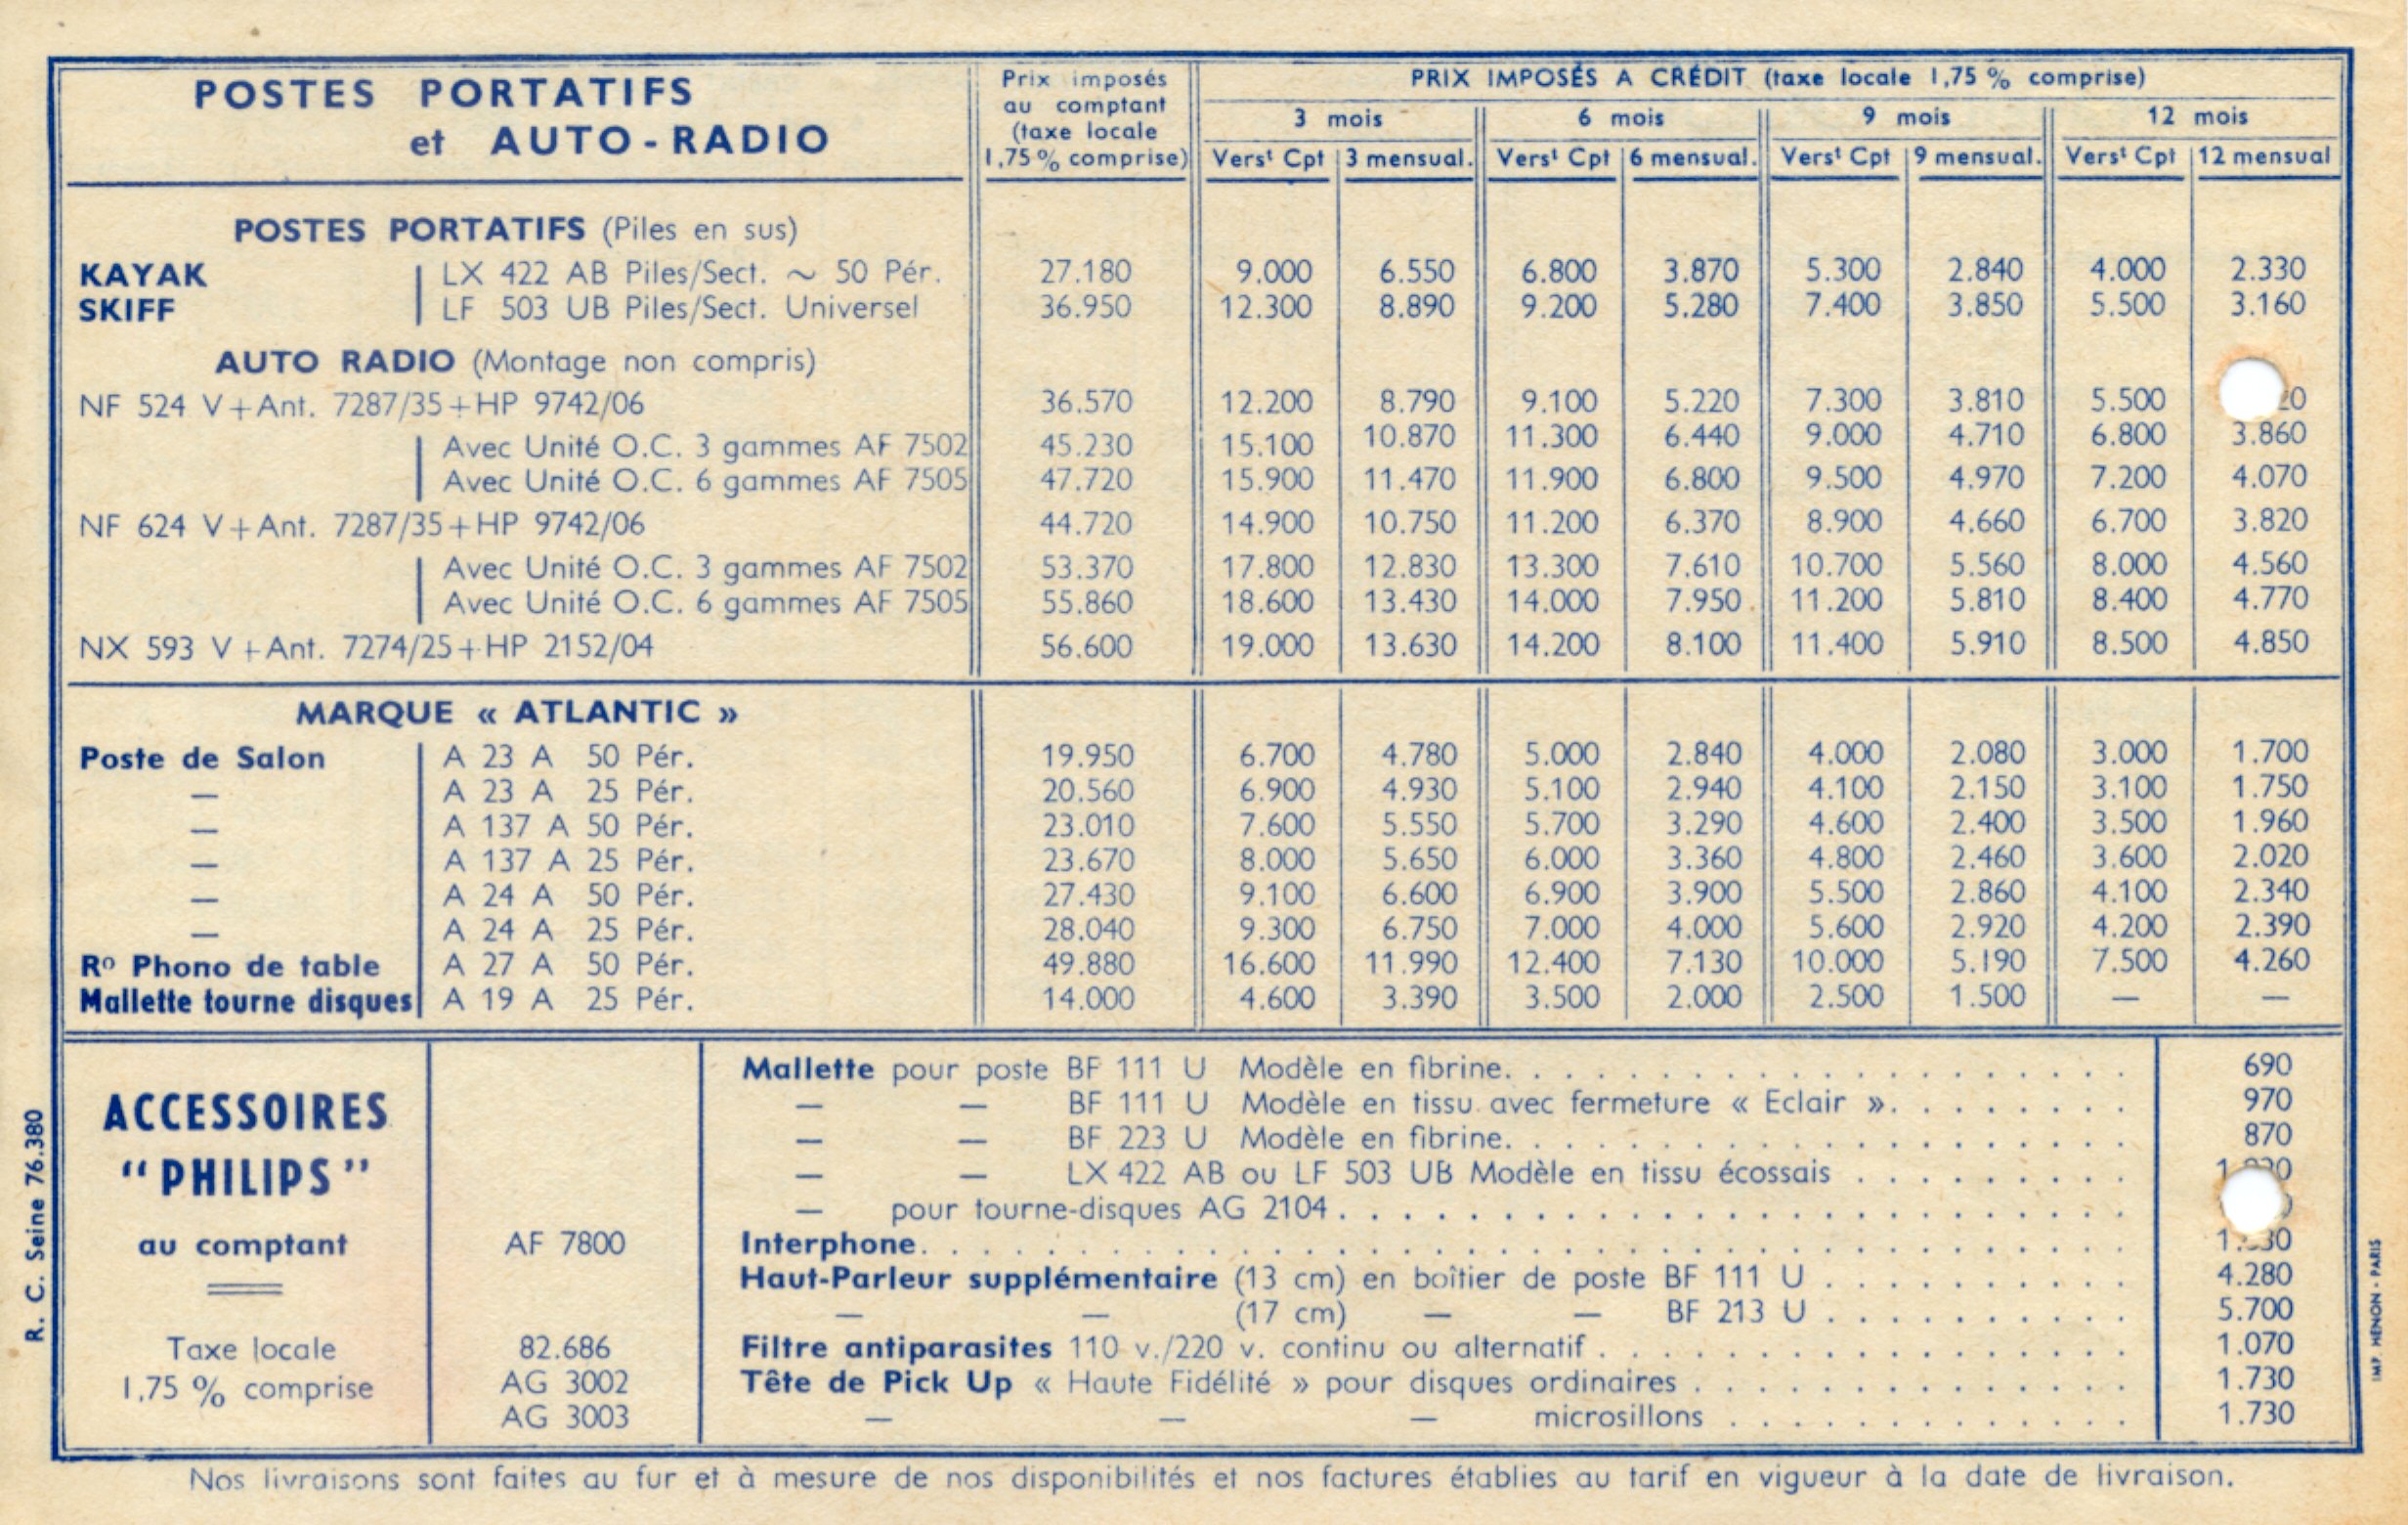 POSTES PORTATIFS
et AUTO-RADIO
Prix imposés
au comptant
(taxe locale
1,75 % comprise)
PRIX IMPOSÉS A CRÉDIT (taxe locale 1,75 % comprise)
3 mois 6 mois 9 mois 12 mois
Versᵗ Cpt 3 mensual. Versᵗ Cpt 6 mensual. Versᵗ Cpt 9 mensual. Versᵗ Cpt 12 mensual
POSTES PORTATIFS (Piles en sus)
KAYAK LX 422 AB Piles/Sect. ~ 50 Pér. 27.180 9.000 6.550 6.800 3.870 5.300 2.840 4.000 2.330
SKIFF LF 503 UB Piles/Sect. Universel 36.950 12.300 8.890 9.200 5.280 7.400 3.850 5.500 3.160
AUTO RADIO (Montage non compris)
NF 524 V + Ant. 7287/35 + HP 9742/06 36.570 12.200 8.790 9.100 5.220 7.300 3.810 5.500
Avec Unité O.C. 3 gammes AF 7502 45.230 15.100 10.870 11.300 6.440 9.000 4.710 6.800 3.860
Avec Unité O.C. 6 gammes AF 7505 47.720 15.900 11.470 11.900 6.800 9.500 4.970 7.200 4.070
NF 624 V + Ant. 7287/35 + HP 9742/06 44.720 14.900 10.750 11.200 6.370 8.900 4.660 6.700 3.820
Avec Unité O.C. 3 gammes AF 7502 53.370 17.800 12.830 13.300 7.610 10.700 5.560 8.000 4.560
Avec Unité O.C. 6 gammes AF 7505 55.860 18.600 13.430 14.000 7.950 11.200 5.810 8.400 4.770
NX 593 V + Ant. 7274/25 + HP 2152/04 56.600 19.000 13.630 14.200 8.100 11.400 5.910 8.500 4.850
MARQUE « ATLANTIC »
Poste de Salon A 23 A 50 Pér. 19.950 6.700 4.780 5.000 2.840 4.000 2.080 3.000 1.700
— A 23 A 25 Pér. 20.560 6.900 4.930 5.100 2.940 4.100 2.150 3.100 1.750
— A 137 A 50 Pér. 23.010 7.600 5.550 5.700 3.290 4.600 2.400 3.500 1.960
— A 137 A 25 Pér. 23.670 8.000 5.650 6.000 3.360 4.800 2.460 3.600 2.020
— A 24 A 50 Pér. 27.430 9.100 6.600 6.900 3.900 5.500 2.860 4.100 2.340
— A 24 A 25 Pér. 28.040 9.300 6.750 7.000 4.000 5.600 2.920 4.200 2.390
Rº Phono de table A 27 A 50 Pér. 49.880 16.600 11.990 12.400 7.130 10.000 5.190 7.500 4.260
Mallette tourne disques A 19 A 25 Pér. 14.000 4.600 3.390 3.500 2.000 2.500 1.500 — —
ACCESSOIRES
"PHILIPS"
au comptant
Taxe locale
1,75 % comprise
Mallette pour poste BF 111 U Modèle en fibrine. . . . 690
— — BF 111 U Modèle en tissu avec fermeture « Eclair ». . . . 970
— — BF 223 U Modèle en fibrine. . . . 870
— — LX 422 AB ou LF 503 UB Modèle en tissu écossais . . . .
— pour tourne-disques AG 2104 . . . .
AF 7800 Interphone. . . .
Haut-Parleur supplémentaire (13 cm) en boîtier de poste BF 111 U . . . . 4.280
— — (17 cm) — — BF 213 U . . . . 5.700
82.686 Filtre antiparasites 110 v./220 v. continu ou alternatif . . . . 1.070
AG 3002 Tête de Pick Up « Haute Fidélité » pour disques ordinaires . . . . 1.730
AG 3003 — — — microsillons . . . . 1.730
Nos livraisons sont faites au fur et à mesure de nos disponibilités et nos factures établies au tarif en vigueur à la date de livraison.
R. C. Seine 76.380
IMP. HENON - PARIS